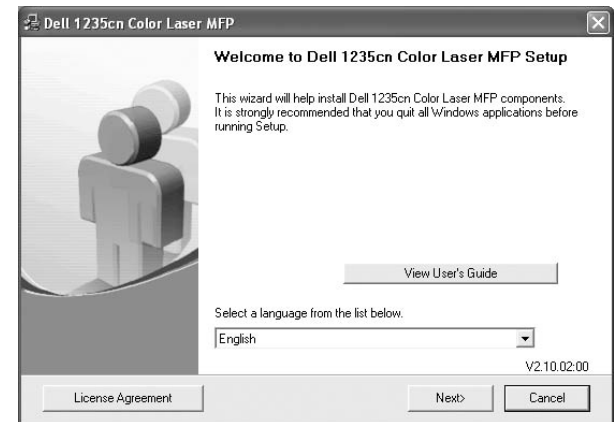 Dell 1235cn Color Laser MFP
Welcome to Dell 1235cn Color Laser MFP Setup
This wizard will help install Dell 1235cn Color Laser MFP components.
It is strongly recommended that you quit all Windows applications before
running Setup.
View User's Guide
Select a language from the list below.
English
V2.10.02:00
License Agreement
Next>
Cancel